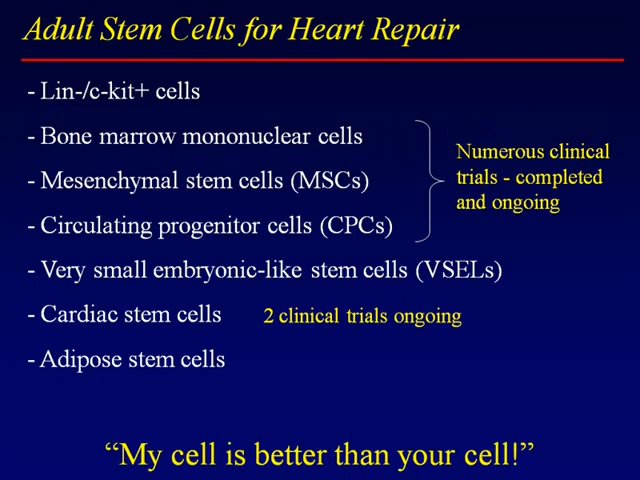 Adult Stem Cells for Heart Repair
- Lin-/c-kit+ cells
- Bone marrow mononuclear cells
- Mesenchymal stem cells (MSCs)
- Circulating progenitor cells (CPCs)
Numerous clinical
trials - completed
and ongoing
- Very small embryonic-like stem cells (VSELs)
- Cardiac stem cells 2 clinical trials ongoing
- Adipose stem cells
“My cell is better than your cell!”